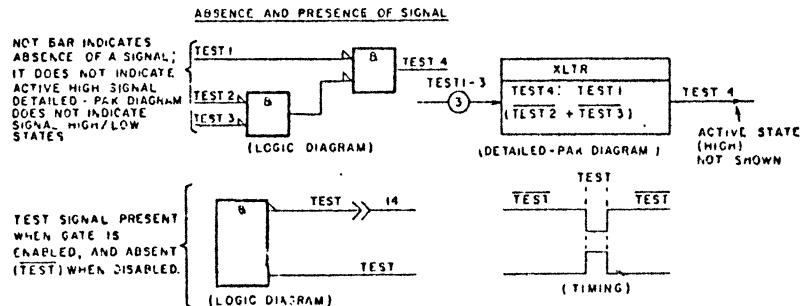 ABSENCE AND PRESENCE OF SIGNAL
NOT BAR INDICATES
ABSENCE OF A SIGNAL;
IT DOES NOT INDICATE
ACTIVE HIGH SIGNAL
DETAILED-PAK DIAGRAM
DOES NOT INDICATE
SIGNAL HIGH/LOW
STATES
TEST 1
TEST 2
TEST 3
&
&
TEST 4
(LOGIC DIAGRAM)
TEST1-3
3
XLTR
TEST4: TEST1
(TEST2 + TEST3)
TEST 4
ACTIVE STATE
(HIGH)
NOT SHOWN
(DETAILED-PAK DIAGRAM)
TEST SIGNAL PRESENT
WHEN GATE IS
ENABLED, AND ABSENT
(TEST) WHEN DISABLED.
&
TEST
14
TEST
(LOGIC DIAGRAM)
TEST
TEST
TEST
(TIMING)